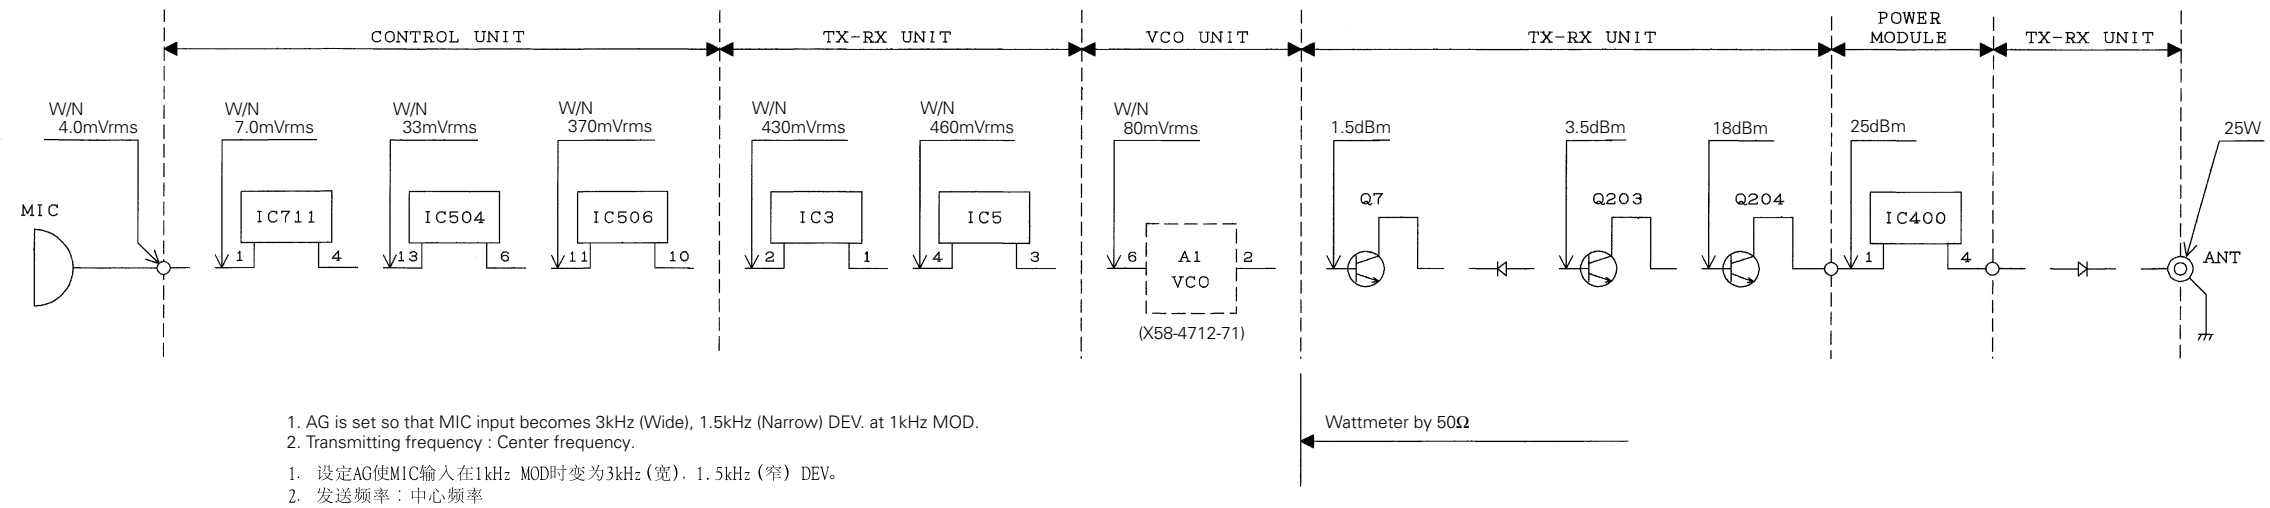 CONTROL UNIT
TX-RX UNIT
VCO UNIT
TX-RX UNIT
POWER
MODULE
TX-RX UNIT
W/N
4.0mVrms
W/N
7.0mVrms
W/N
33mVrms
W/N
370mVrms
W/N
430mVrms
W/N
460mVrms
W/N
80mVrms
1.5dBm
3.5dBm
18dBm
25dBm
25W
MIC
IC711
1
4
IC504
13
6
IC506
11
10
IC3
2
1
IC5
4
3
A1
VCO
6
2
(X58-4712-71)
Q7
Q203
Q204
IC400
1
4
ANT
1. AG is set so that MIC input becomes 3kHz (Wide), 1.5kHz (Narrow) DEV. at 1kHz MOD.
2. Transmitting frequency : Center frequency.
Wattmeter by 50Ω
1. 设定AG使MIC输入在1kHz MOD时变为3kHz(宽), 1.5kHz(窄) DEV。
2. 发送频率：中心频率